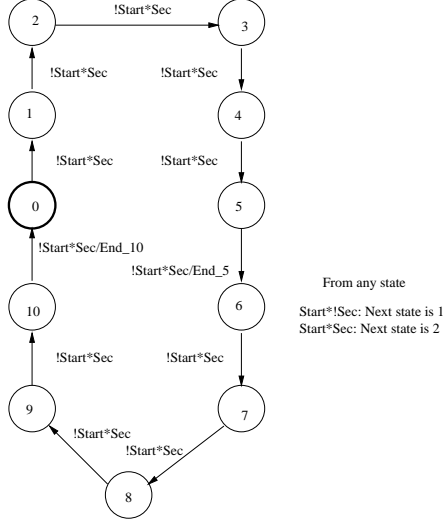 !Start*Sec
2
3
!Start*Sec
!Start*Sec
1
4
!Start*Sec
!Start*Sec
0
5
!Start*Sec/End_10
!Start*Sec/End_5
From any state
10
6
Start*!Sec: Next state is 1
Start*Sec: Next state is 2
!Start*Sec
!Start*Sec
9
7
!Start*Sec
!Start*Sec
8